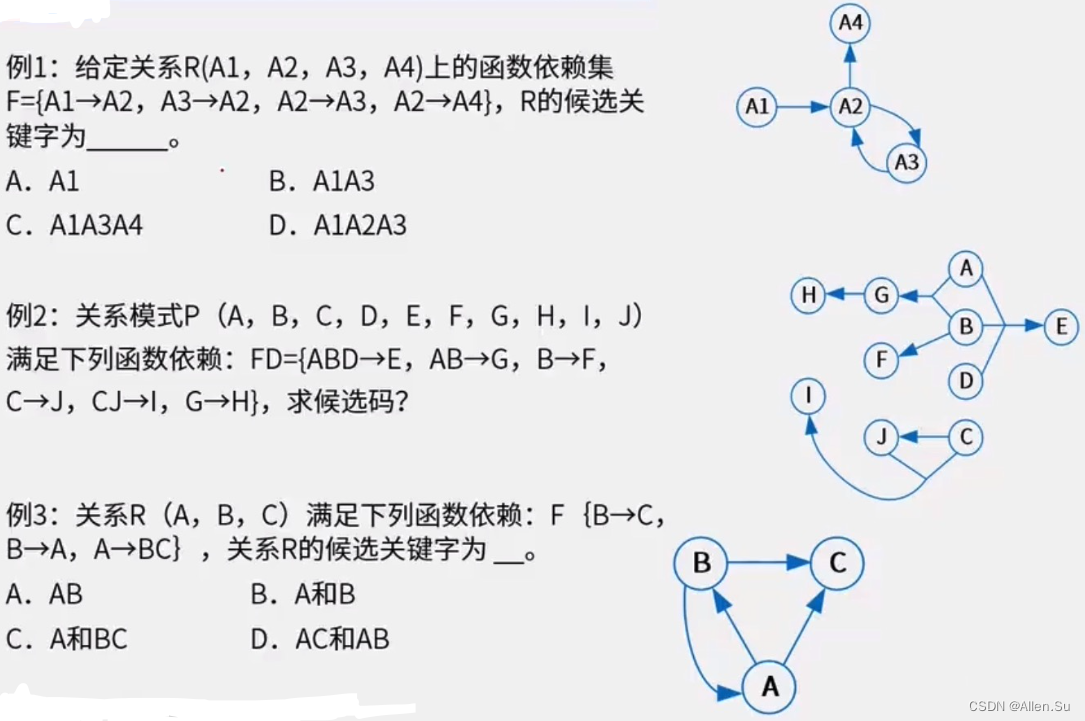 例1：给定关系R(A1，A2，A3，A4)上的函数依赖集
F={A1→A2，A3→A2，A2→A3，A2→A4}，R的候选关
键字为______。
A．A1
B．A1A3
C．A1A3A4
D．A1A2A3
A4
A1
A2
A3
例2：关系模式P（A，B，C，D，E，F，G，H，I，J）
满足下列函数依赖：FD={ABD→E，AB→G，B→F，
C→J，CJ→I，G→H}，求候选码？
A
H
G
B
E
F
D
I
J
C
例3：关系R（A，B，C）满足下列函数依赖：F｛B→C，
B→A，A→BC｝，关系R的候选关键字为 __。
A．AB
B．A和B
C．A和BC
D．AC和AB
B
C
A
CSDN @Allen.Su